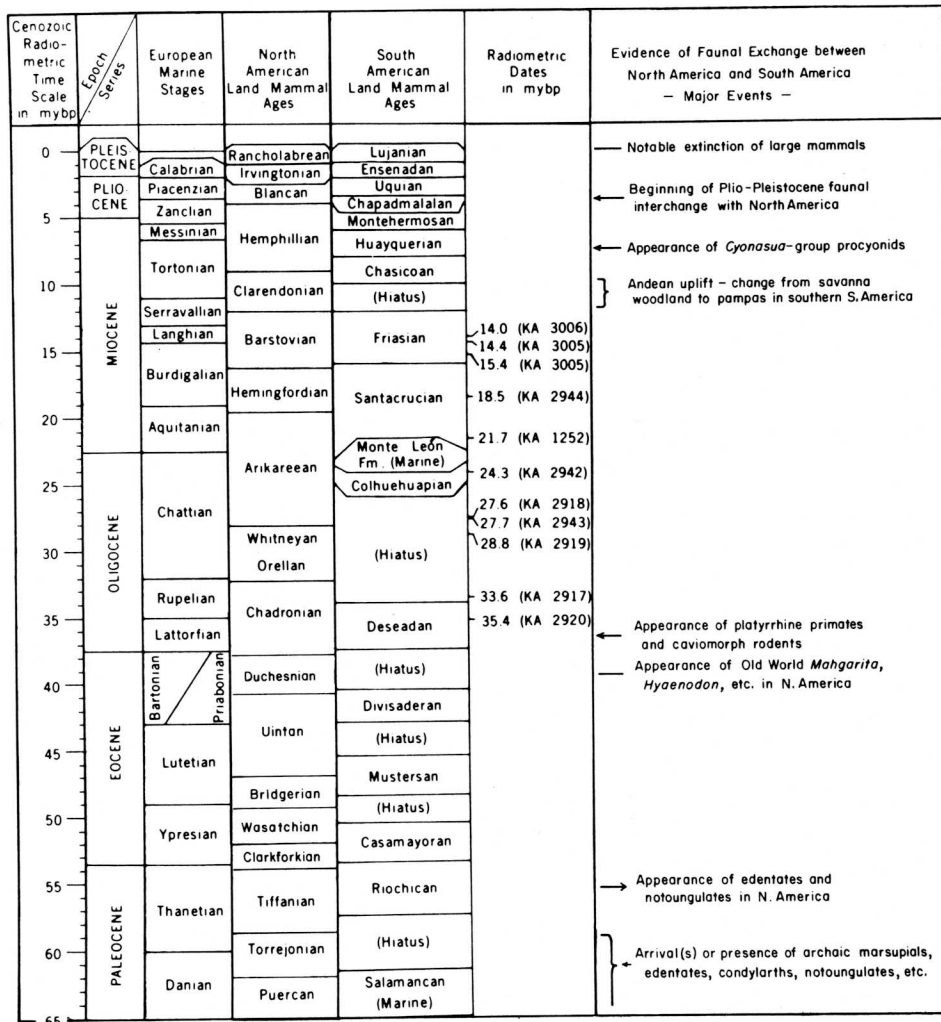 Cenozoic
Radio-
metric
Time
Scale
in mybp
Epoch
Series
European
Marine
Stages
North
American
Land Mammal
Ages
South
American
Land Mammal
Ages
Radiometric
Dates
in mybp
Evidence of Faunal Exchange between
North America and South America
– Major Events –
0
5
10
15
20
25
30
35
40
45
50
55
60
65
PLEIS-
TOCENE
PLIO-
CENE
MIOCENE
OLIGOCENE
EOCENE
PALEOCENE
Calabrian
Piacenzian
Zanclian
Messinian
Tortonian
Serravallian
Langhian
Burdigalian
Aquitanian
Chattian
Rupelian
Lattorfian
Bartonian
Priabonian
Lutetian
Ypresian
Thanetian
Danian
Rancholabrean
Irvingtonian
Blancan
Hemphillian
Clarendonian
Barstovian
Hemingfordian
Arikareean
Whitneyan
Orellan
Chadronian
Duchesnian
Uintan
Bridgerian
Wasatchian
Clarkforkian
Tiffanian
Torrejonian
Puercan
Lujanian
Ensenadan
Uquian
Chapadmalalan
Montehermosan
Huayquerian
Chasicoan
(Hiatus)
Friasian
Santacrucian
Monte León
Fm. (Marine)
Colhuehuapian
(Hiatus)
Deseadan
(Hiatus)
Divisaderan
(Hiatus)
Mustersan
(Hiatus)
Casamayoran
Riochican
(Hiatus)
Salamancan
(Marine)
14.0 (KA 3006)
14.4 (KA 3005)
15.4 (KA 3005)
18.5 (KA 2944)
21.7 (KA 1252)
24.3 (KA 2942)
27.6 (KA 2918)
27.7 (KA 2943)
28.8 (KA 2919)
33.6 (KA 2917)
35.4 (KA 2920)
Notable extinction of large mammals
Beginning of Plio-Pleistocene faunal
interchange with North America
Appearance of Cyonasua-group procyonids
Andean uplift – change from savanna
woodland to pampas in southern S. America
Appearance of platyrrhine primates
and caviomorph rodents
Appearance of Old World Mahgarita,
Hyaenodon, etc. in N. America
Appearance of edentates and
notoungulates in N. America
Arrival(s) or presence of archaic marsupials,
edentates, condylarths, notoungulates, etc.